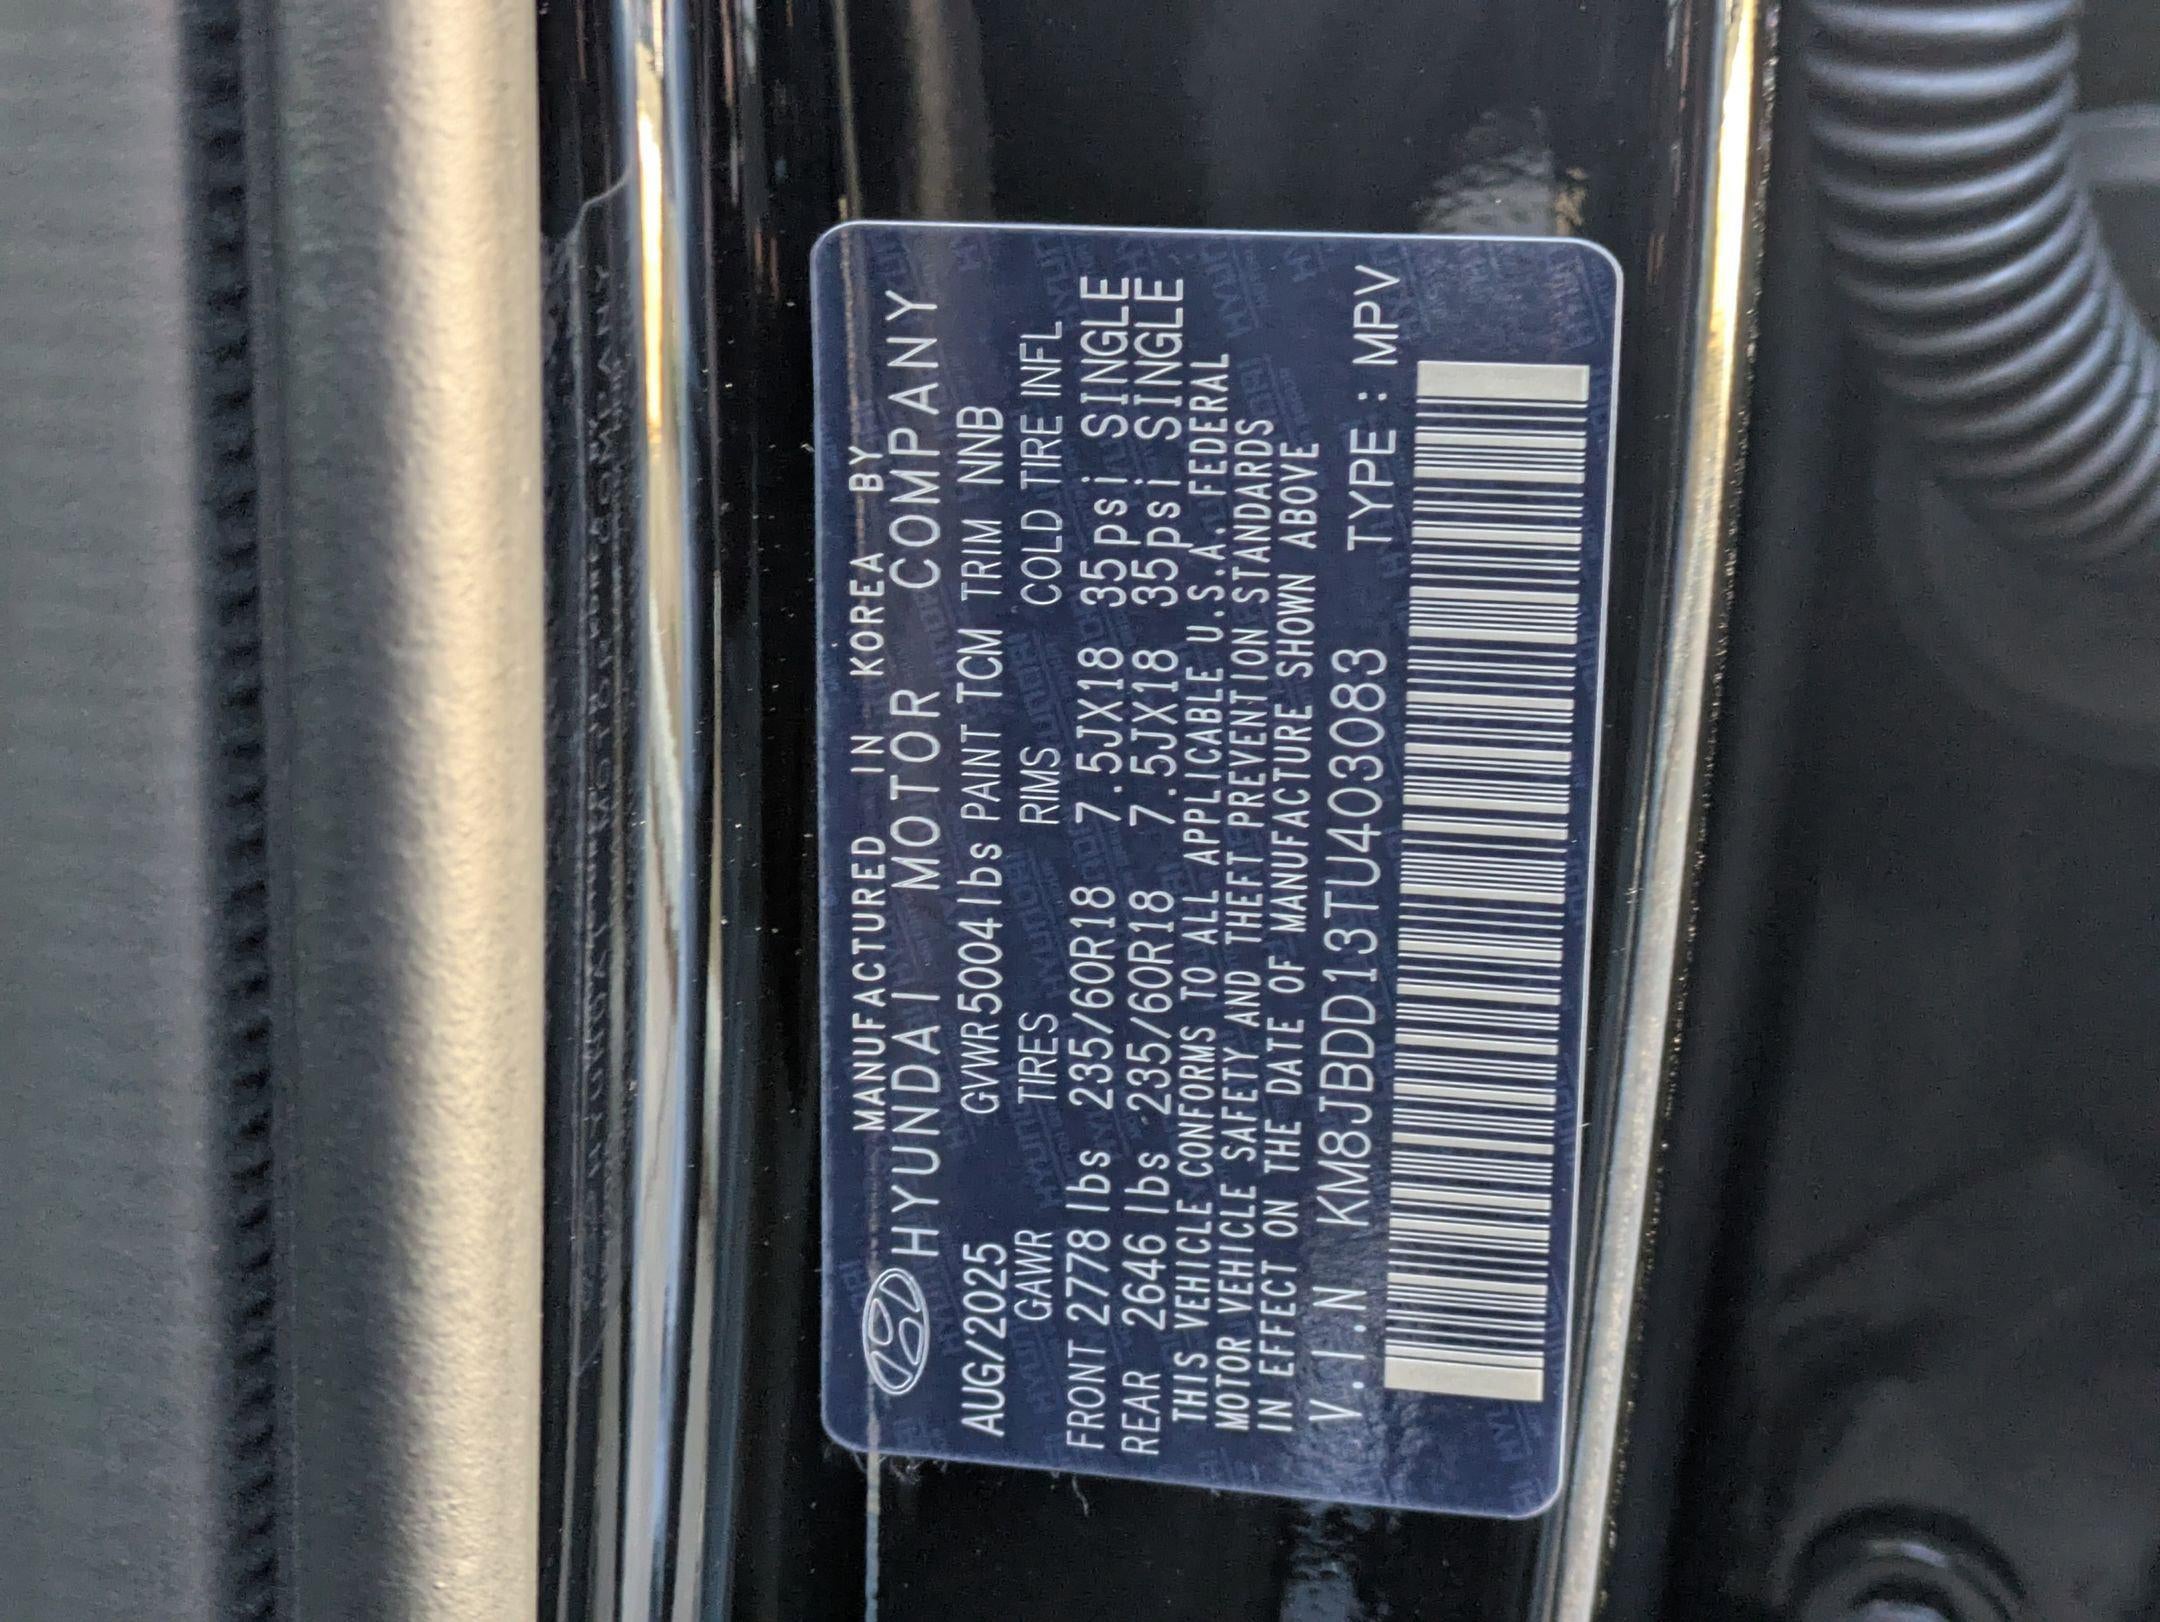 MANUFACTURED IN KOREA BY
HYUNDAI MOTOR COMPANY
AUG/2025 GVWR 5004lbs PAINT TCM TRIM NNB
GAWR TIRES RIMS COLD TIRE INFL
FRONT 2778 lbs 235/60R18 7.5JX18 35psi SINGLE
REAR 2646 lbs 235/60R18 7.5JX18 35psi SINGLE
THIS VEHICLE CONFORMS TO ALL APPLICABLE U.S.A. FEDERAL
MOTOR VEHICLE SAFETY AND THEFT PREVENTION STANDARDS
IN EFFECT ON THE DATE OF MANUFACTURE SHOWN ABOVE
V.I.N KM8JBDD13TU403083 TYPE : MPV